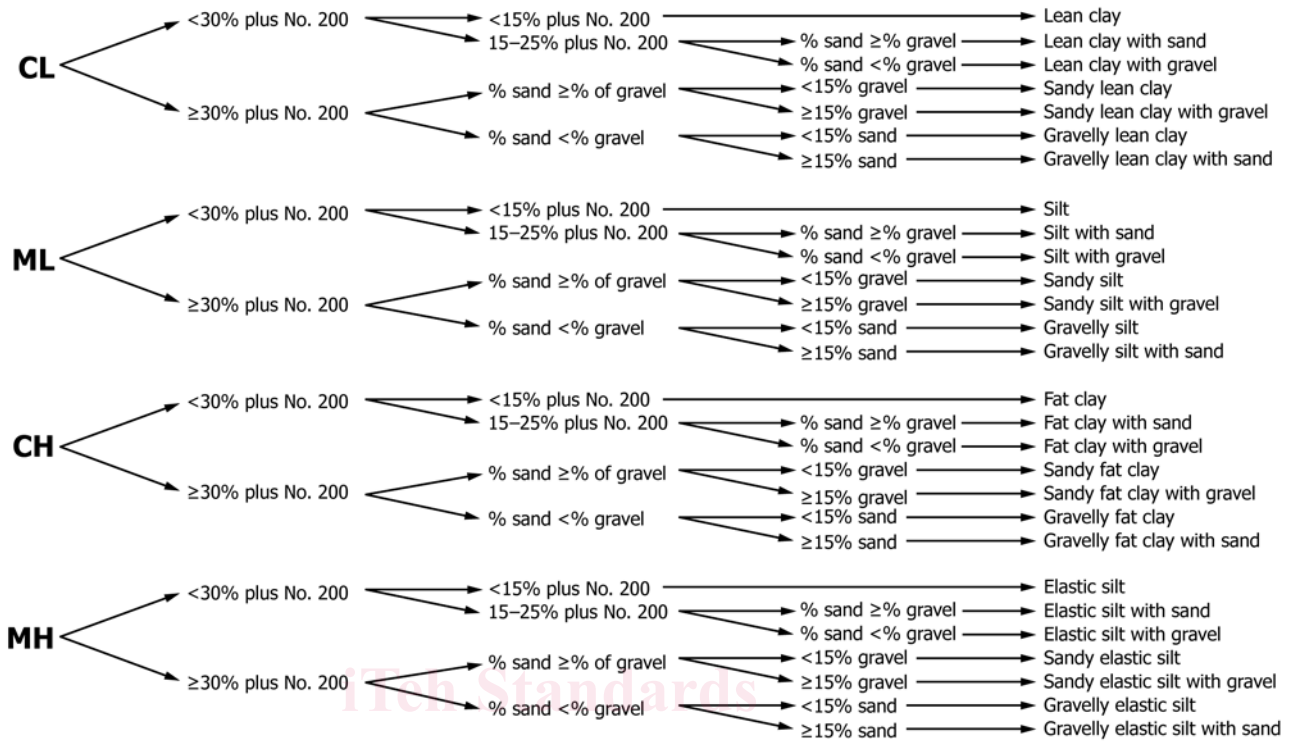 <15% plus No. 200 Lean clay
<30% plus No. 200
15–25% plus No. 200 % sand ≥% gravel Lean clay with sand
CL % sand <% gravel Lean clay with gravel
% sand ≥% of gravel <15% gravel Sandy lean clay
≥30% plus No. 200 ≥15% gravel Sandy lean clay with gravel
% sand <% gravel <15% sand Gravelly lean clay
≥15% sand Gravelly lean clay with sand
<30% plus No. 200 <15% plus No. 200 Silt
15–25% plus No. 200 % sand ≥% gravel Silt with sand
ML % sand <% gravel Silt with gravel
% sand ≥% of gravel <15% gravel Sandy silt
≥30% plus No. 200 ≥15% gravel Sandy silt with gravel
% sand <% gravel <15% sand Gravelly silt
≥15% sand Gravelly silt with sand
<30% plus No. 200 <15% plus No. 200 Fat clay
15–25% plus No. 200 % sand ≥% gravel Fat clay with sand
CH % sand <% gravel Fat clay with gravel
% sand ≥% of gravel <15% gravel Sandy fat clay
≥30% plus No. 200 ≥15% gravel Sandy fat clay with gravel
% sand <% gravel <15% sand Gravelly fat clay
≥15% sand Gravelly fat clay with sand
<30% plus No. 200 <15% plus No. 200 Elastic silt
15–25% plus No. 200 % sand ≥% gravel Elastic silt with sand
MH % sand <% gravel Elastic silt with gravel
% sand ≥% of gravel <15% gravel Sandy elastic silt
≥30% plus No. 200 ≥15% gravel Sandy elastic silt with gravel
iTeh Standards
% sand <% gravel <15% sand Gravelly elastic silt
≥15% sand Gravelly elastic silt with sand